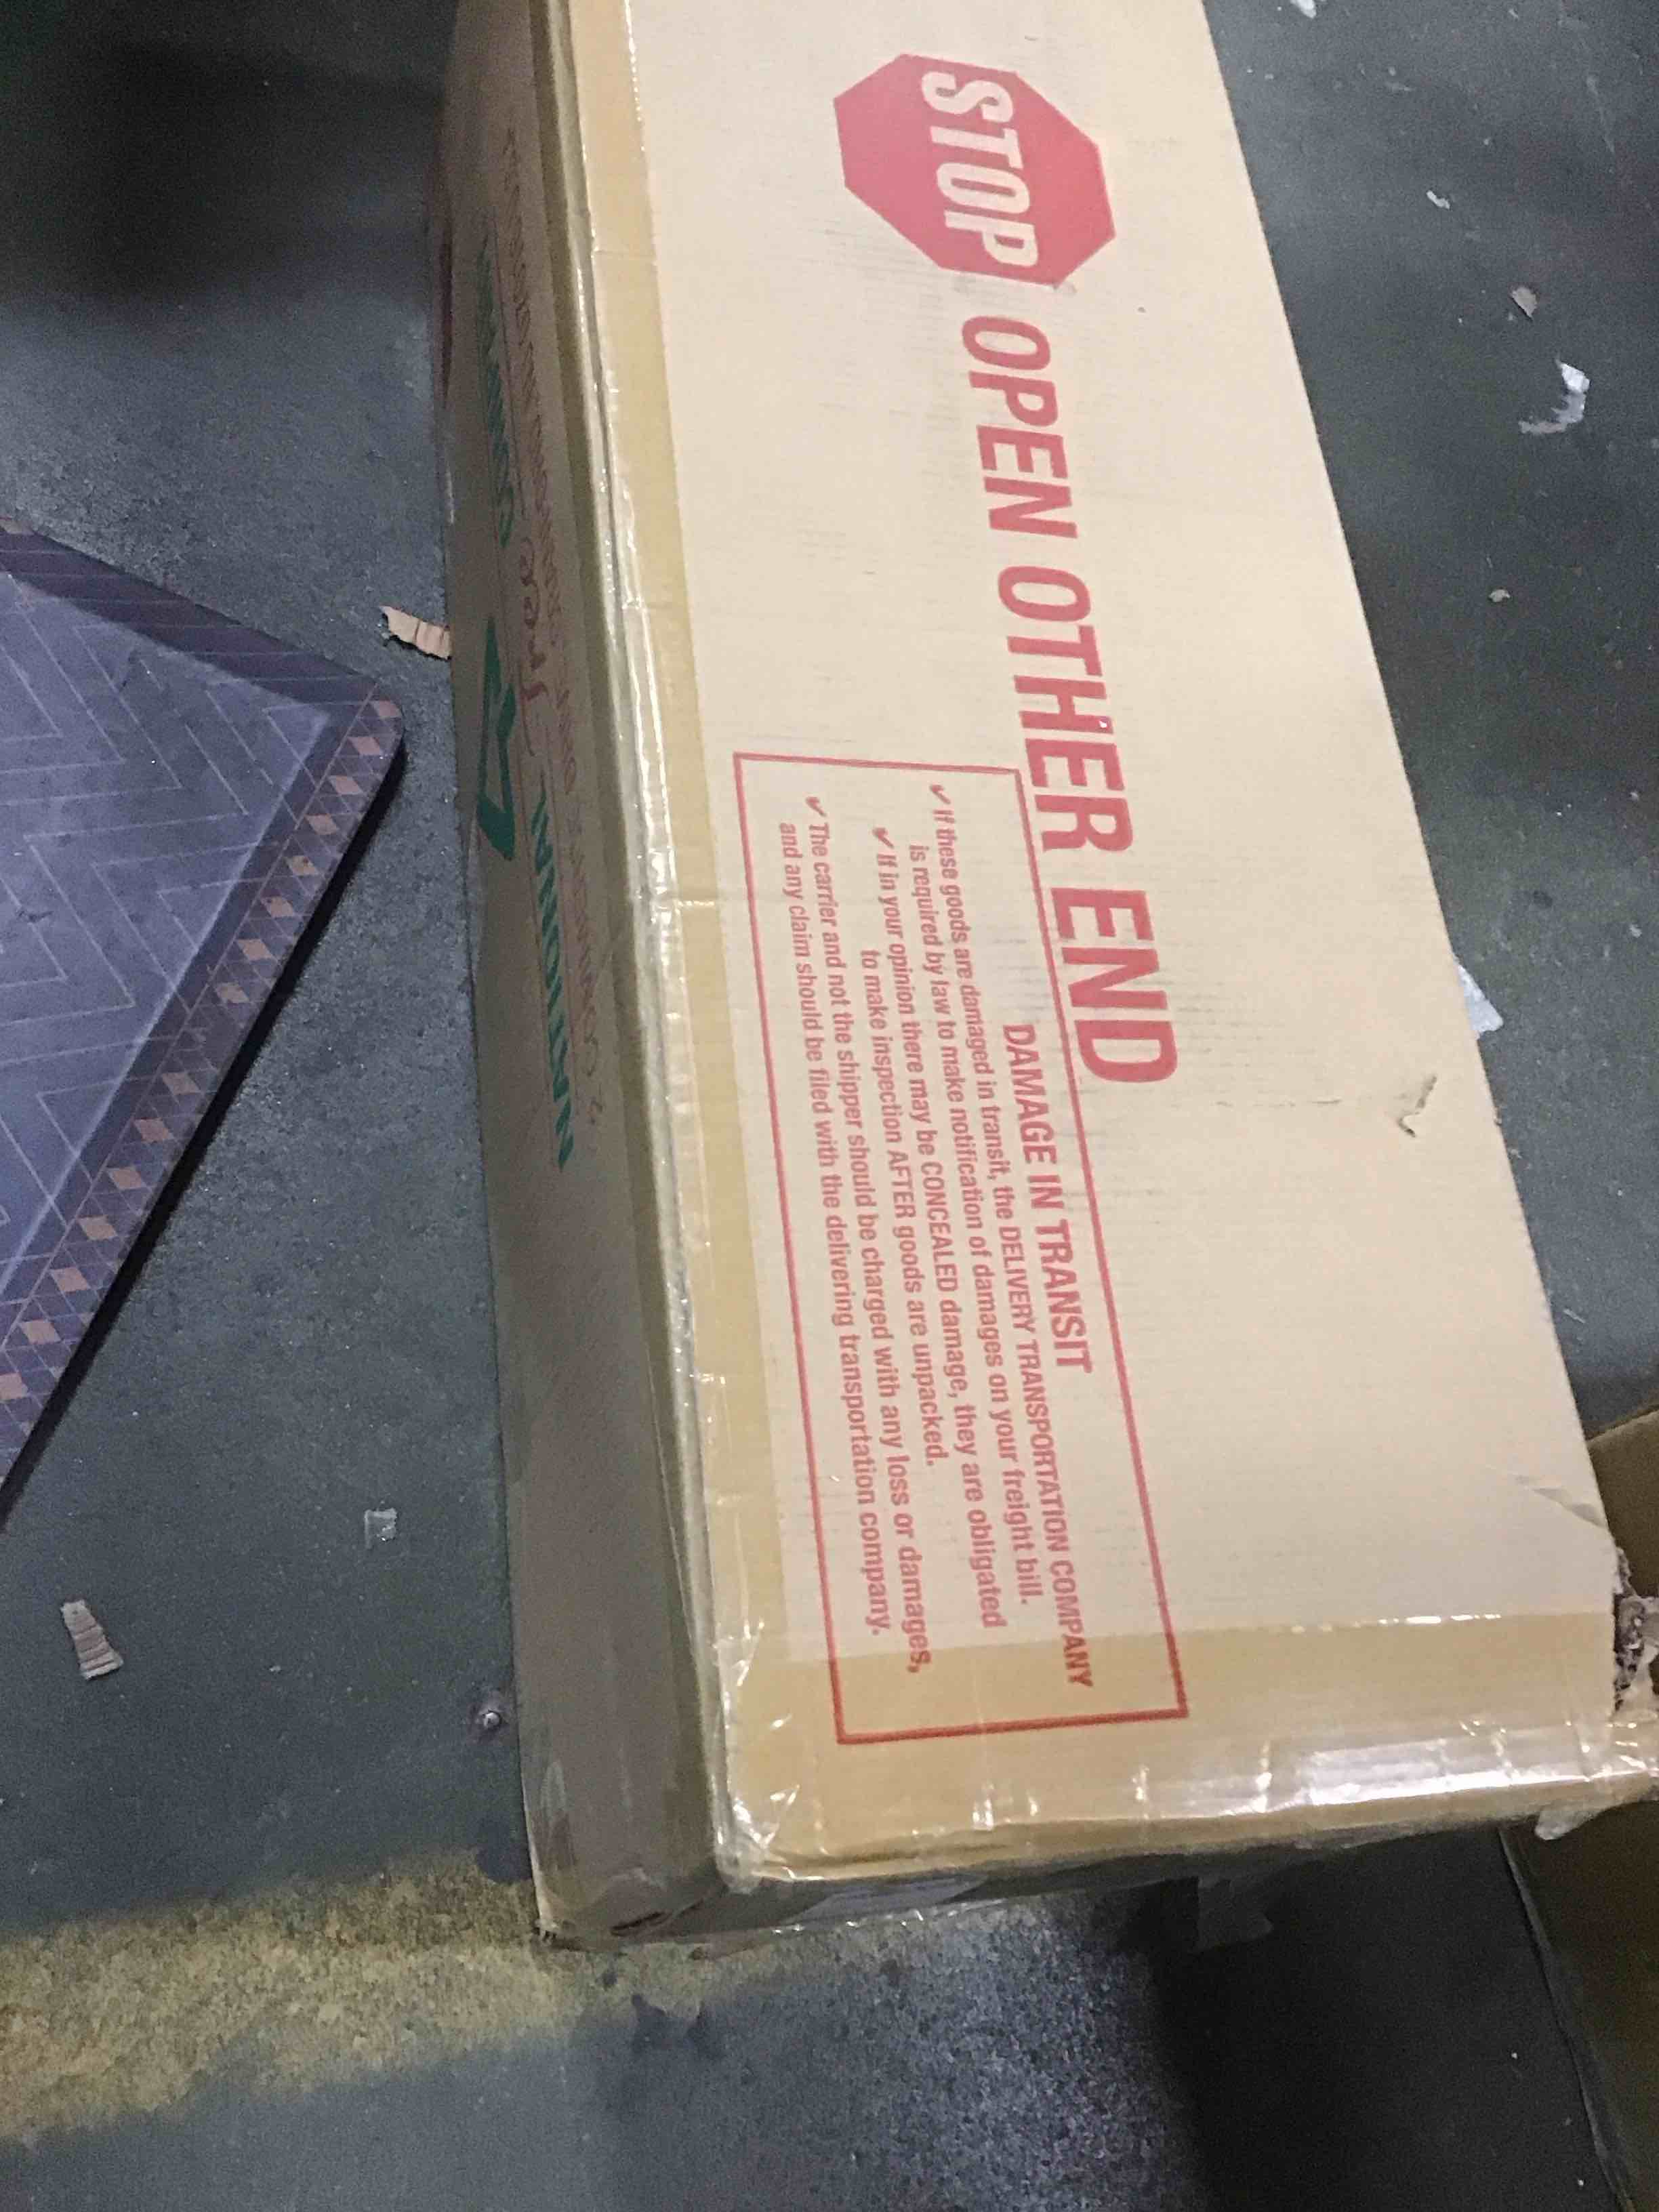 STOP OPEN OTHER END
DAMAGE IN TRANSIT
✓ If these goods are damaged in transit, the DELIVERY TRANSPORTATION COMPANY
is required by law to make notification of damages on your freight bill.
✓ If in your opinion there may be CONCEALED damage, they are obligated
to make inspection AFTER goods are unpacked.
✓ The carrier and not the shipper should be charged with any loss or damages,
and any claim should be filed with the delivering transportation company.
NATIONAL